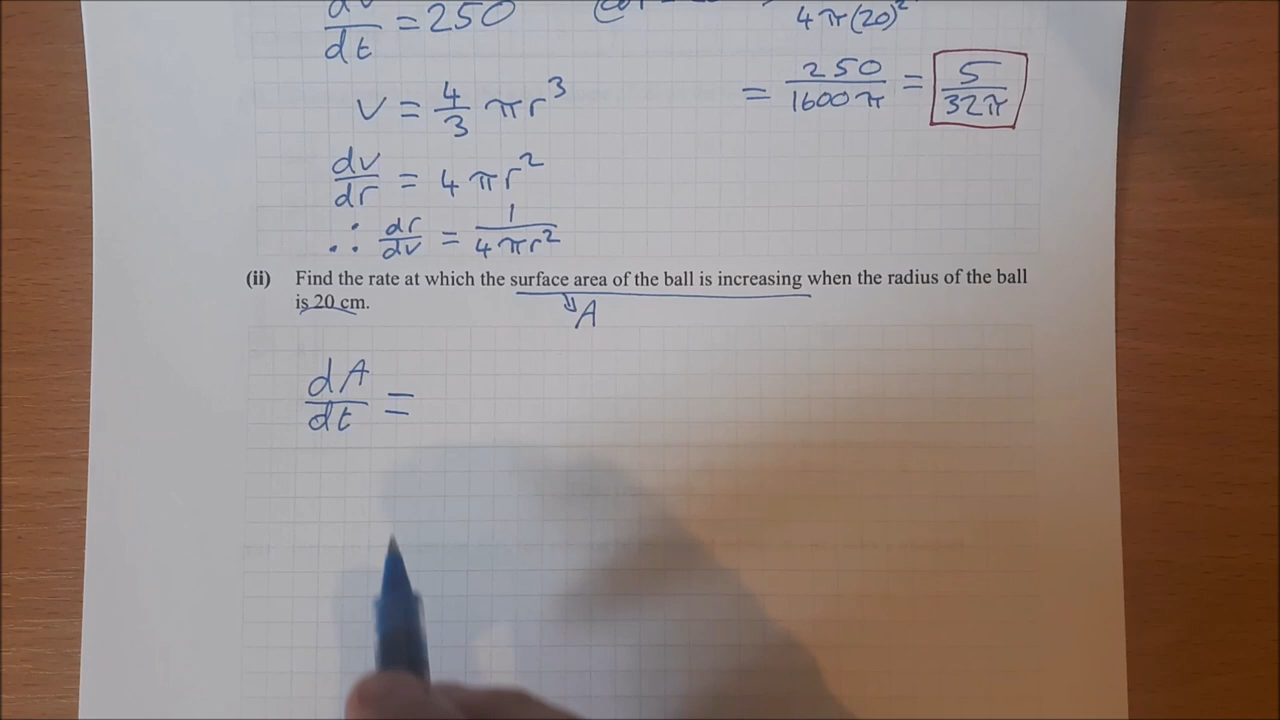 dv/dt = 250
4π(20)²
= 250/1600π = 5/32π
v = 4/3 πr³
dv/dr = 4πr²
∴ dr/dv = 1/4πr²
(ii) Find the rate at which the surface area of the ball is increasing when the radius of the ball
is 20 cm.
A
dA/dt =